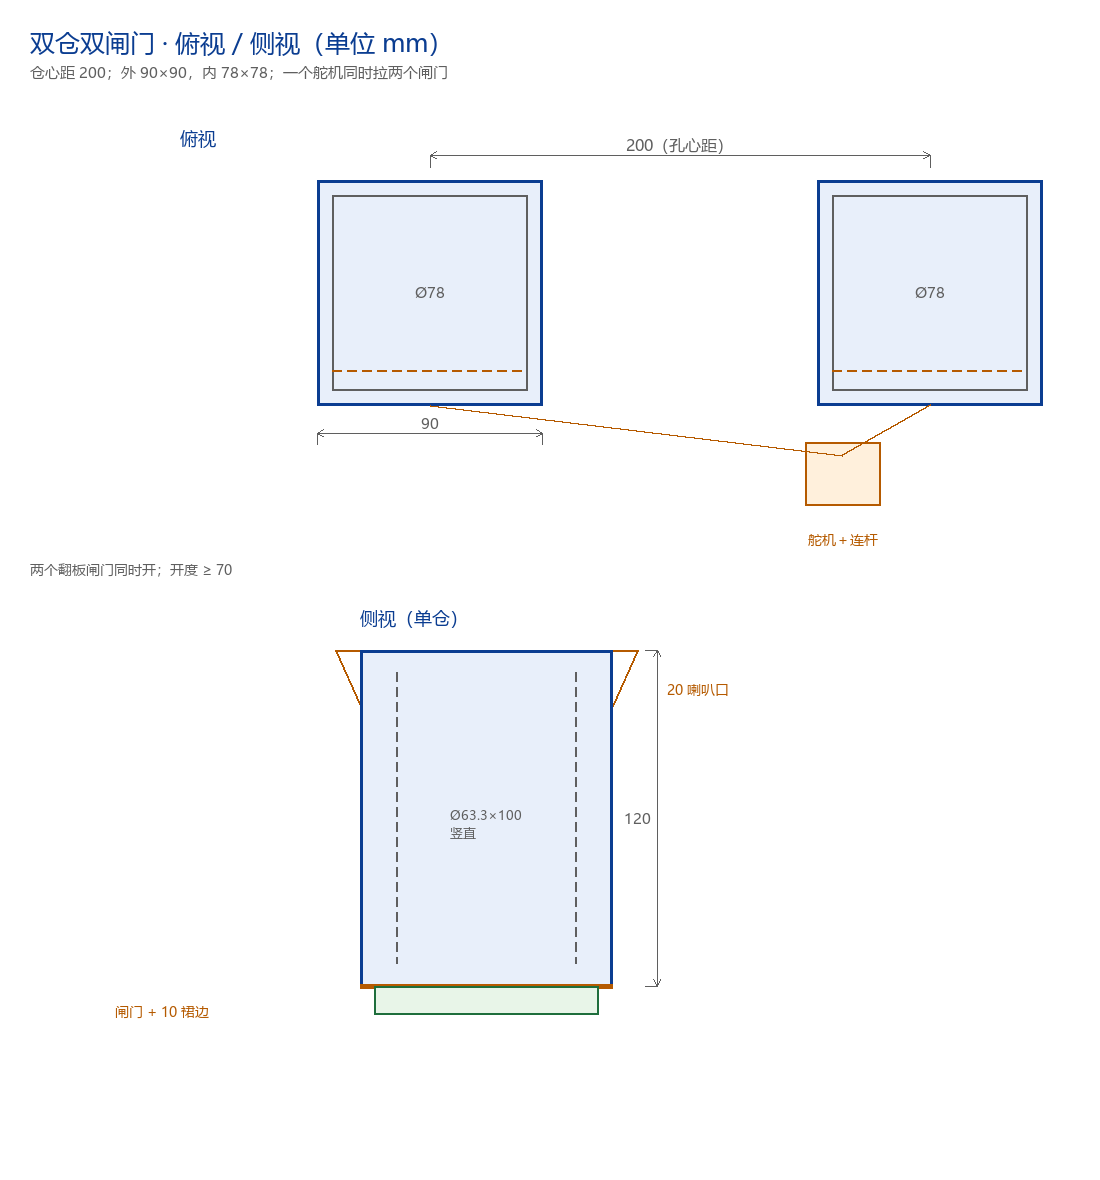 双仓双闸门 · 俯视 / 侧视（单位 mm）
仓心距 200；外 90×90，内 78×78；一个舵机同时拉两个闸门
俯视
200（孔心距）
Ø78
Ø78
90
舵机 + 连杆
两个翻板闸门同时开；开度 ≥ 70
侧视（单仓）
20 喇叭口
Ø63.3×100
竖直
120
闸门 + 10 裙边